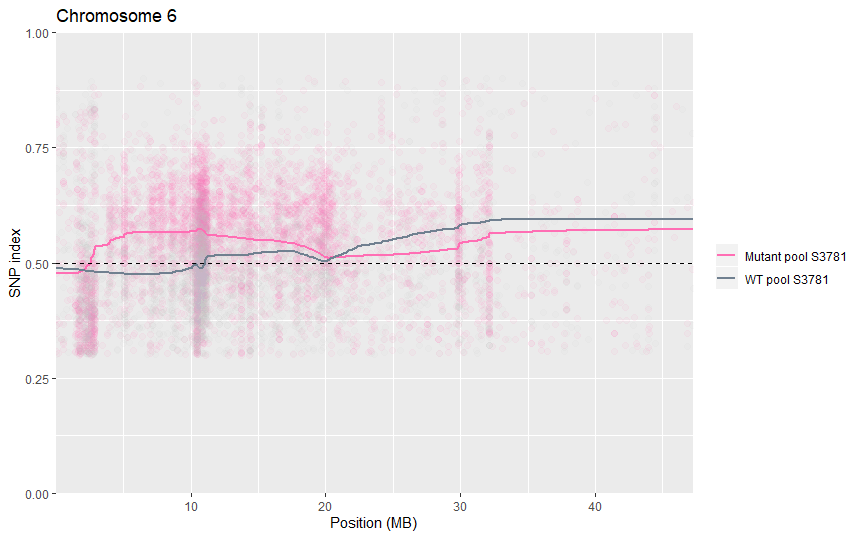 Chromosome 6
1.00
0.75
0.50
0.25
0.00
SNP index
10
20
30
40
Position (MB)
Mutant pool S3781
WT pool S3781